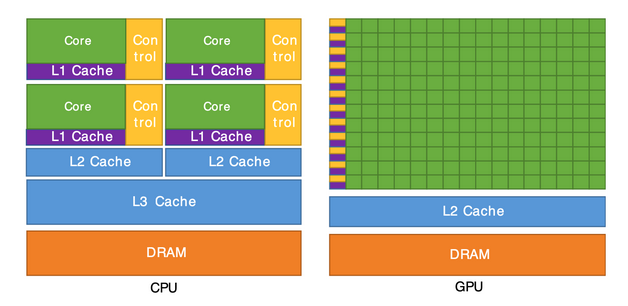 Core
Con
trol
L1 Cache
Core
Con
trol
L1 Cache
Core
Con
trol
L1 Cache
Core
Con
trol
L1 Cache
L2 Cache
L2 Cache
L3 Cache
DRAM
CPU
L2 Cache
DRAM
GPU